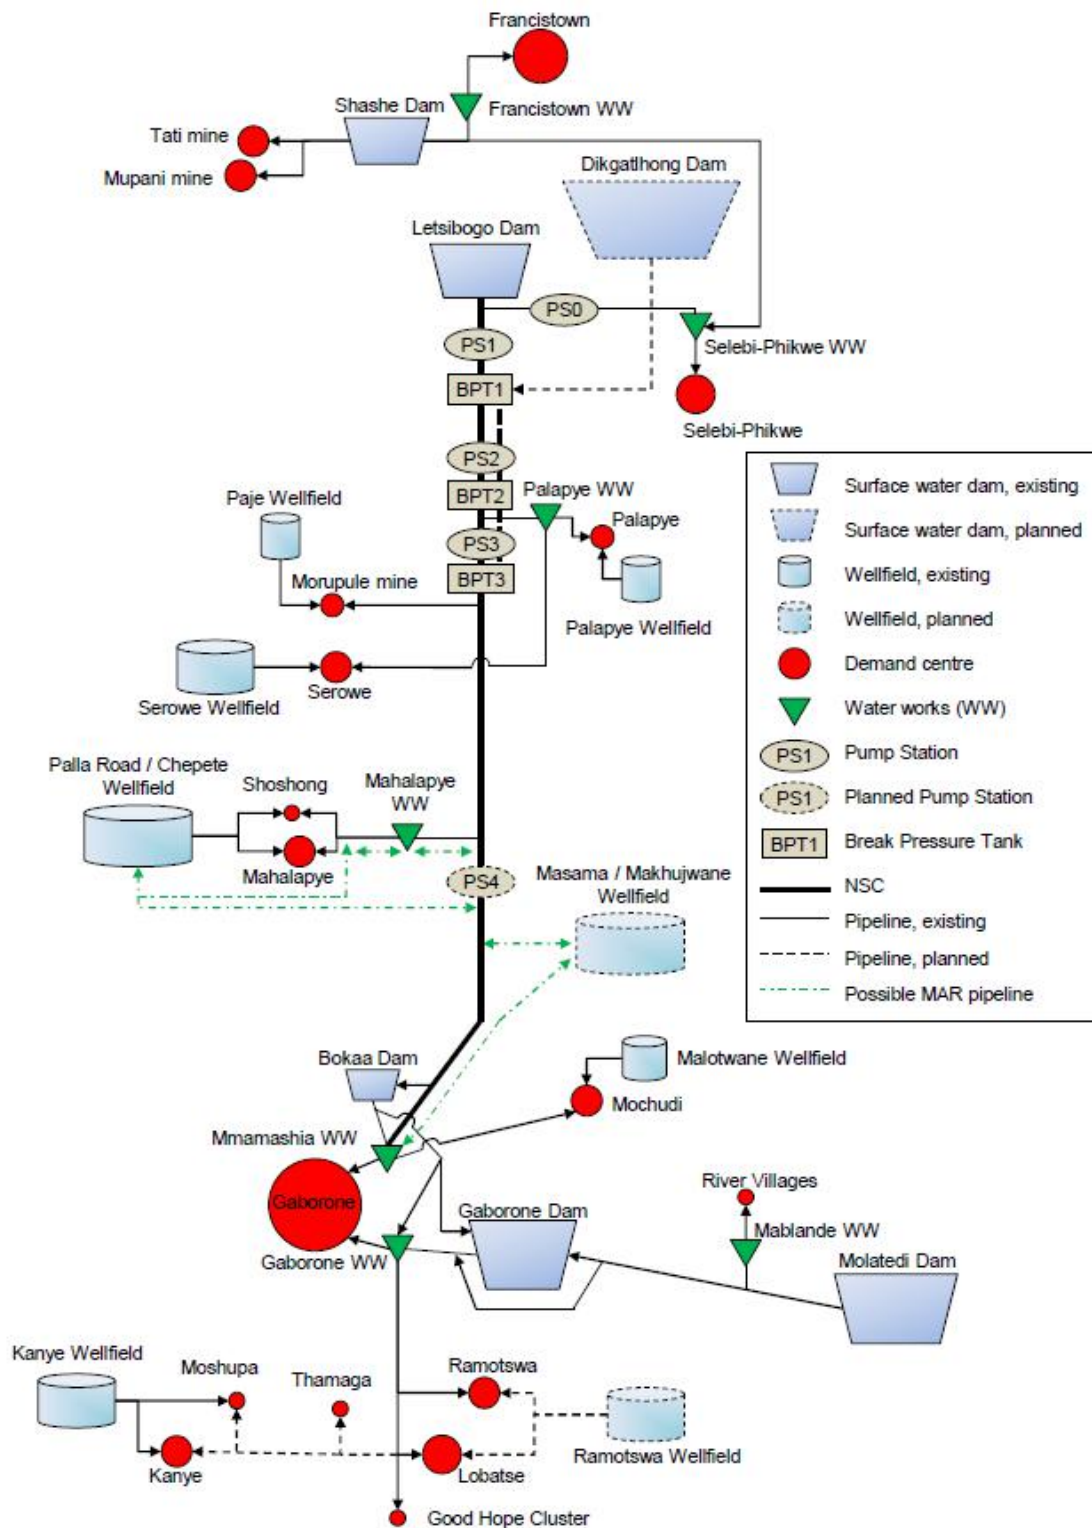 Francistown
Shashe Dam
Francistown WW
Tati mine
Mupani mine
Dikgatlhong Dam
Letsibogo Dam
PS0
PS1
Selebi-Phikwe WW
BPT1
Selebi-Phikwe
PS2
Paje Wellfield
BPT2
Palapye WW
Palapye
PS3
Morupule mine
BPT3
Palapye Wellfield
Serowe
Serowe Wellfield
Surface water dam, existing
Surface water dam, planned
Wellfield, existing
Wellfield, planned
Demand centre
Water works (WW)
PS1
Pump Station
PS1
Planned Pump Station
BPT1
Break Pressure Tank
NSC
Pipeline, existing
Pipeline, planned
Possible MAR pipeline
Palla Road / Chepete
Wellfield
Shoshong
Mahalapye
WW
Mahalapye
PS4
Masama / Makhujwane
Wellfield
Bokaa Dam
Malotwane Wellfield
Mochudi
Mmamashia WW
Gaborone
River Villages
Gaborone Dam
Mablande WW
Gaborone WW
Molatedi Dam
Kanye Wellfield
Moshupa
Thamaga
Ramotswa
Kanye
Lobatse
Ramotswa Wellfield
Good Hope Cluster